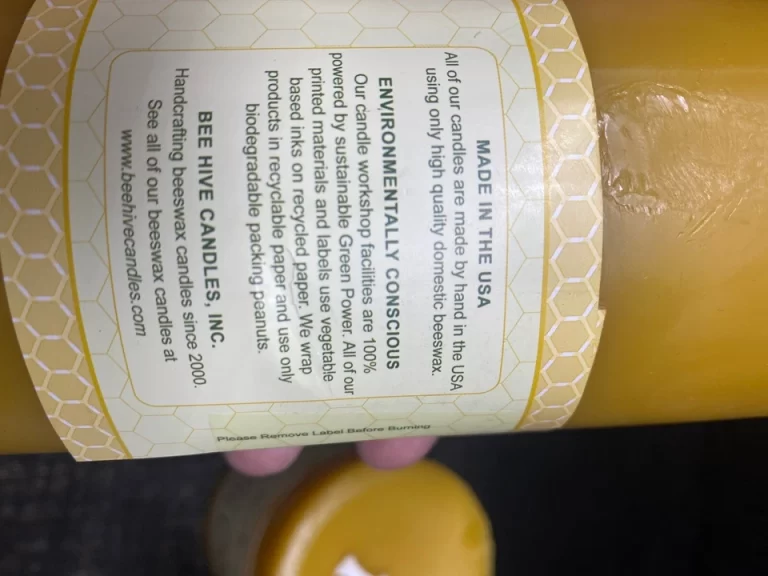 MADE IN THE USA
All of our candles are made by hand in the USA
using only high quality domestic beeswax.
ENVIRONMENTALLY CONSCIOUS
Our candle workshop facilities are 100%
powered by sustainable Green Power. All of our
printed materials and labels use vegetable
based inks on recycled paper. We wrap
products in recyclable paper and use only
biodegradable packing peanuts.
BEE HIVE CANDLES, INC.
Handcrafting beeswax candles since 2000.
See all of our beeswax candles at
www.beehivecandles.com
Please Remove Label Before Burning